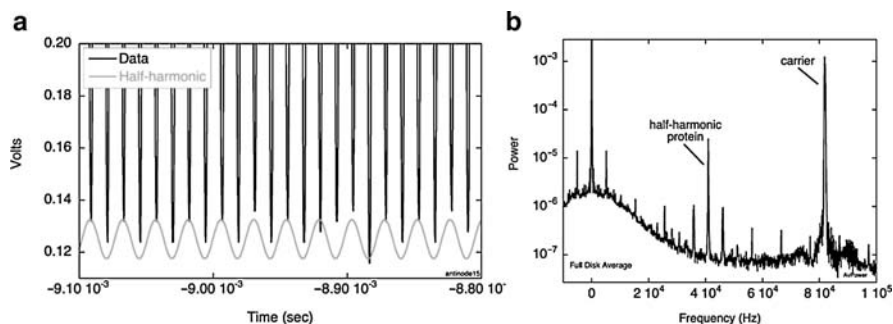 a
0.20
0.18
0.16
0.14
0.12
Volts
Data
Half-harmonic
antinode15
−9.10 10⁻³
−9.00 10⁻³
−8.90 10⁻³
−8.80 10⁻
Time (sec)
b
10⁻³
10⁻⁴
10⁻⁵
10⁻⁶
10⁻⁷
Power
carrier
half-harmonic
protein
Full Disk Average
AvPower
0
2 10⁴
4 10⁴
6 10⁴
8 10⁴
1 10⁵
Frequency (Hz)